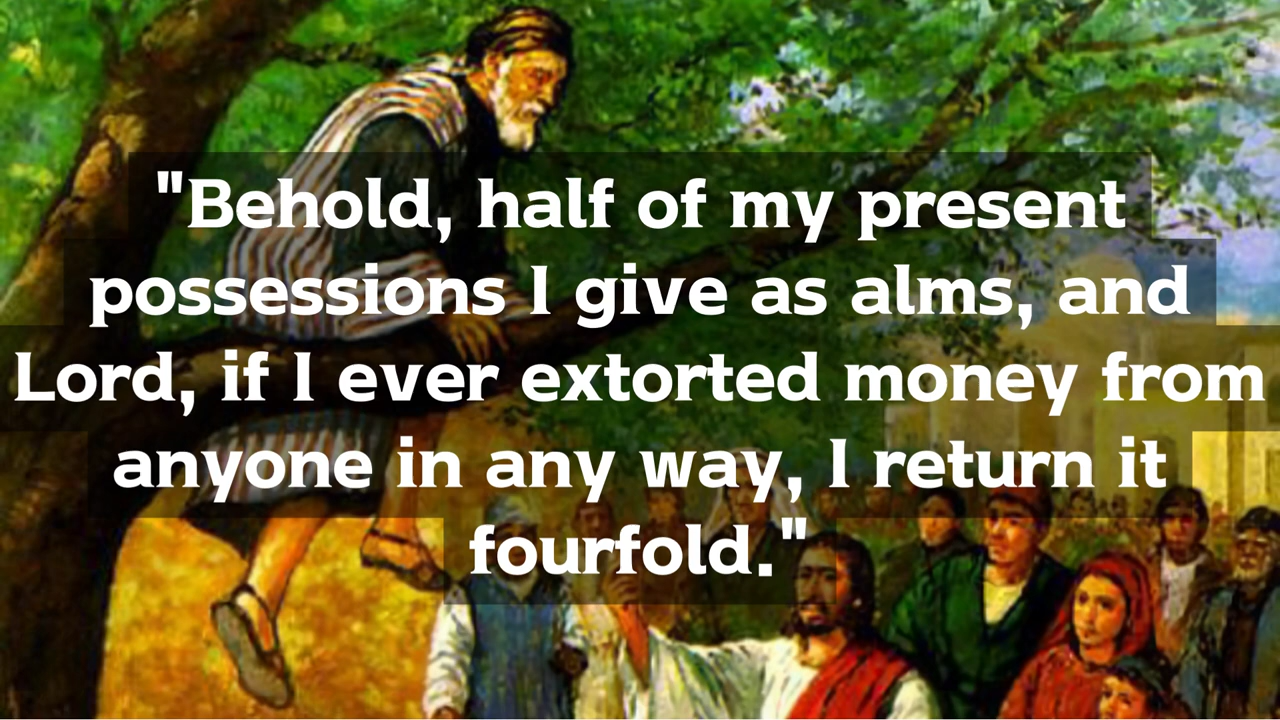 "Behold, half of my present
possessions I give as alms, and
Lord, if I ever extorted money from
anyone in any way, I return it
fourfold."